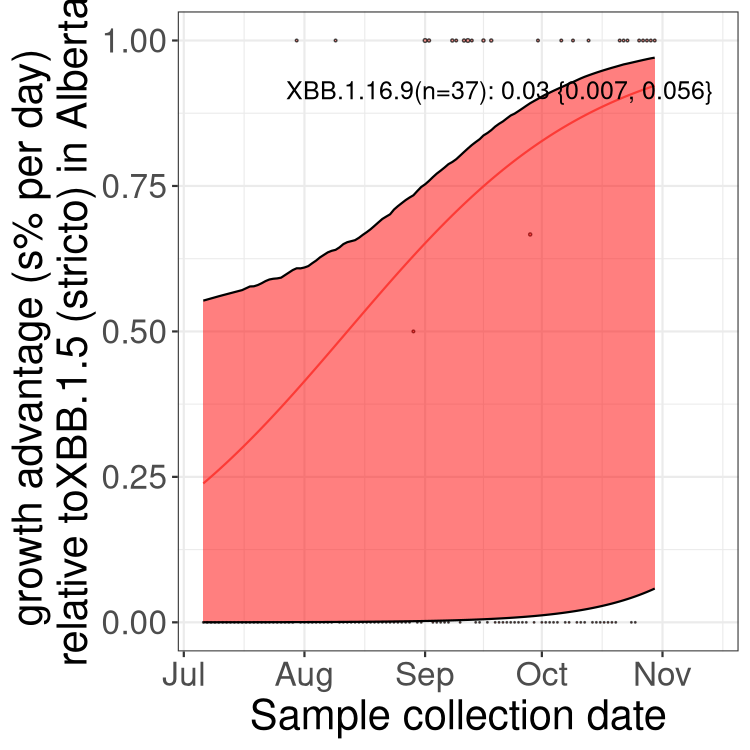 growth advantage (s% per day)
relative toXBB.1.5 (stricto) in Alberta
1.00
0.75
0.50
0.25
0.00
XBB.1.16.9(n=37): 0.03 {0.007, 0.056}
Jul Aug Sep Oct Nov
Sample collection date